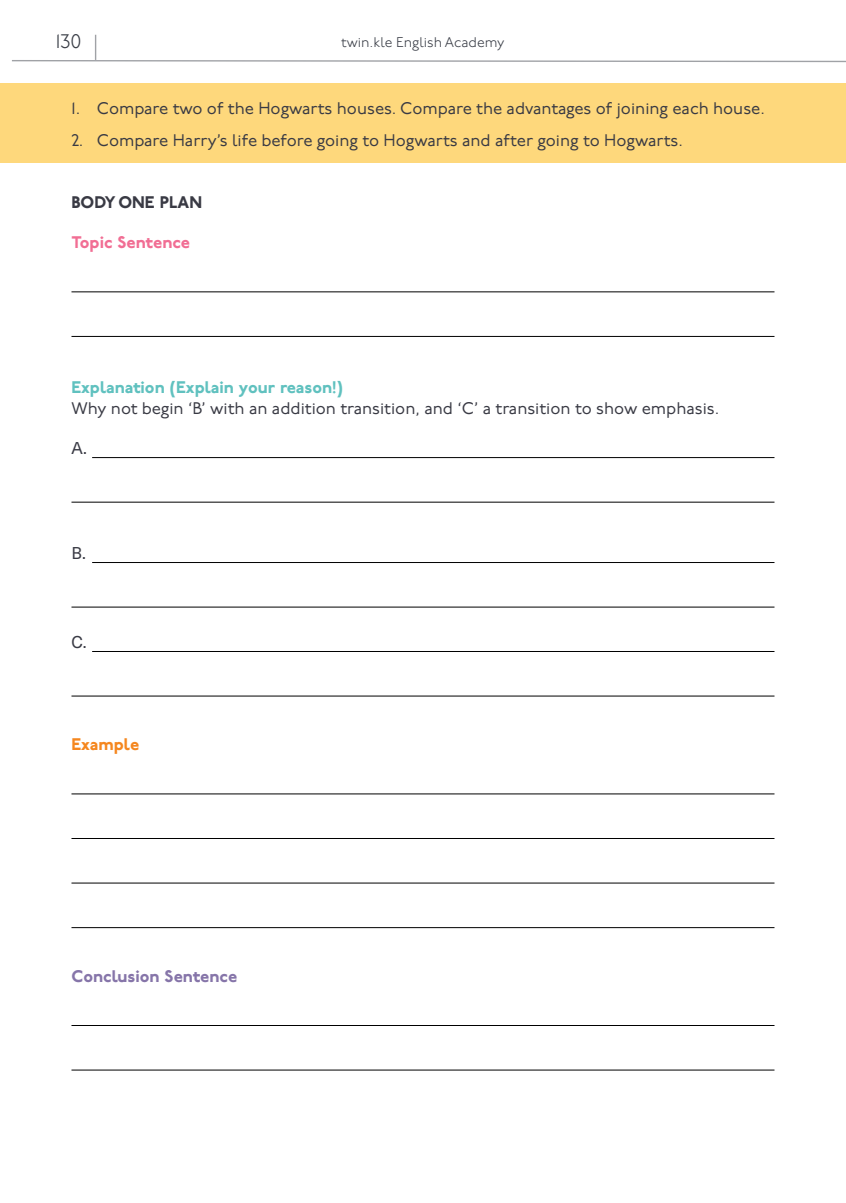 130
twin.kle English Academy
1. Compare two of the Hogwarts houses. Compare the advantages of joining each house.
2. Compare Harry’s life before going to Hogwarts and after going to Hogwarts.
BODY ONE PLAN
Topic Sentence
Explanation (Explain your reason!)
Why not begin ‘B’ with an addition transition, and ‘C’ a transition to show emphasis.
A.
B.
C.
Example
Conclusion Sentence